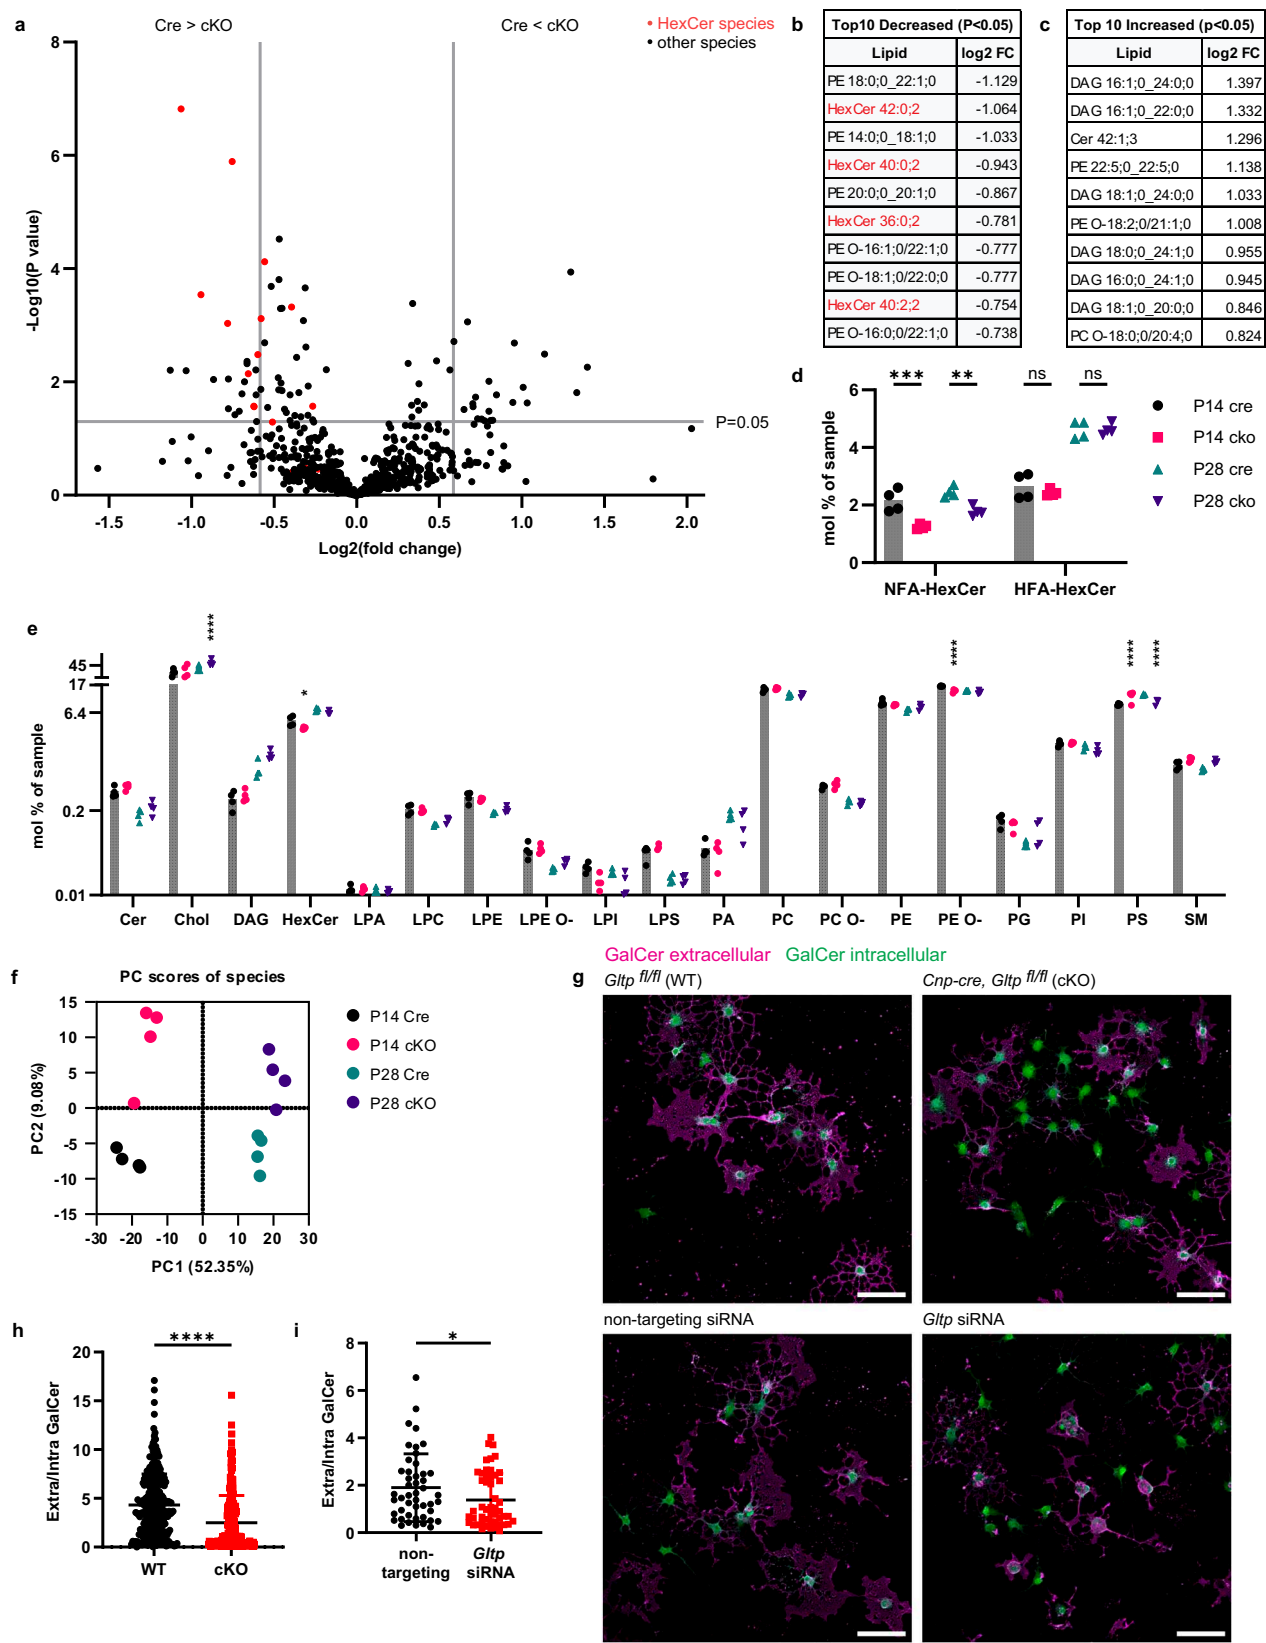 a
Cre > cKO
Cre < cKO
HexCer species
other species
8
6
4
2
0
-Log10(P value)
P=0.05
-1.5 -1.0 -0.5 0.0 0.5 1.0 1.5 2.0
Log2(fold change)
b
Top10 Decreased (P<0.05)
Lipid log2 FC
PE 18:0;0_22:1;0 -1.129
HexCer 42:0;2 -1.064
PE 14:0;0_18:1;0 -1.033
HexCer 40:0;2 -0.943
PE 20:0;0_20:1;0 -0.867
HexCer 36:0;2 -0.781
PE O-16:1;0/22:1;0 -0.777
PE O-18:1;0/22:0;0 -0.777
HexCer 40:2;2 -0.754
PE O-16:0;0/22:1;0 -0.738
c
Top 10 Increased (p<0.05)
Lipid log2 FC
DAG 16:1;0_24:0;0 1.397
DAG 16:1;0_22:0;0 1.332
Cer 42:1;3 1.296
PE 22:5;0_22:5;0 1.138
DAG 18:1;0_24:0;0 1.033
PE O-18:2;0/21:1;0 1.008
DAG 18:0;0_24:1;0 0.955
DAG 16:0;0_24:1;0 0.945
DAG 18:1;0_20:0;0 0.846
PC O-18:0;0/20:4;0 0.824
d
*** ** ns ns
6
4
2
0
mol % of sample
NFA-HexCer HFA-HexCer
P14 cre
P14 cko
P28 cre
P28 cko
e
**** * **** **** ****
45
17
6.4
0.2
0.01
mol % of sample
Cer Chol DAG HexCer LPA LPC LPE LPE O- LPI LPS PA PC PC O- PE PE O- PG PI PS SM
f
PC scores of species
15
10
5
0
-5
-10
-15
PC2 (9.08%)
-30 -20 -10 0 10 20 30
PC1 (52.35%)
P14 Cre
P14 cKO
P28 Cre
P28 cKO
GalCer extracellular GalCer intracellular
g
Gltp fl/fl (WT)
Cnp-cre, Gltp fl/fl (cKO)
non-targeting siRNA
Gltp siRNA
h
****
20
15
10
5
0
Extra/Intra GalCer
WT cKO
i
*
8
6
4
2
0
Extra/Intra GalCer
non-
targeting
Gltp
siRNA